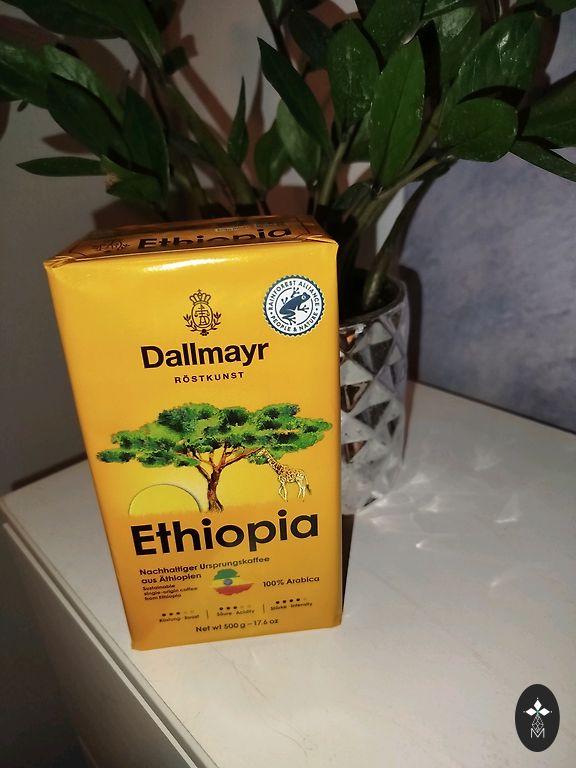 Ethiopia
RAINFOREST ALLIANCE
PEOPLE & NATURE
Dallmayr
RÖSTKUNST
Ethiopia
Nachhaltiger Ursprungskaffee
aus Äthiopien
Sustainable
single-origin coffee
from Ethiopia
100% Arabica
Röstung · Roast
Säure · Acidity
Stärke · Intensity
Net wt 500 g – 17.6 oz
M